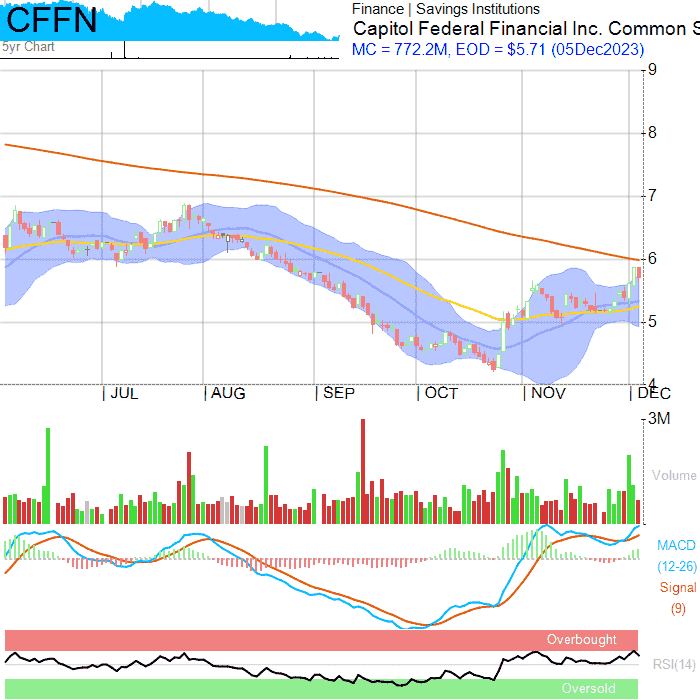 CFFN
5yr Chart
Finance | Savings Institutions
Capitol Federal Financial Inc. Common S
MC = 772.2M, EOD = $5.71 (05Dec2023)
9
8
7
6
5
4
| JUL | AUG | SEP | OCT | NOV | DEC
3M
Volume
MACD
(12-26)
Signal
(9)
Overbought
RSI(14)
Oversold